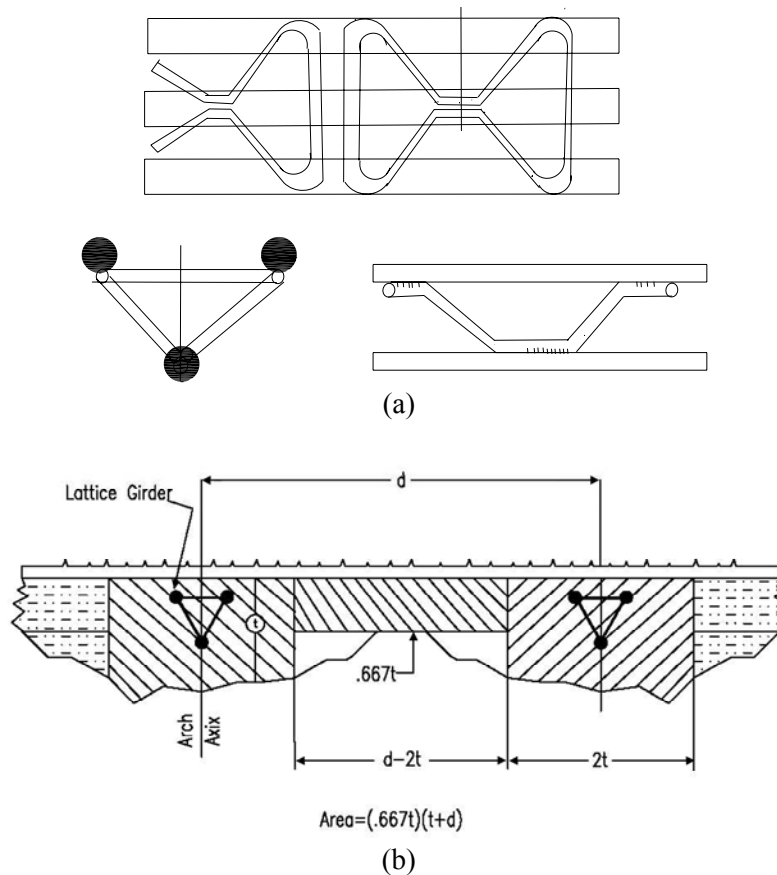 (a)
d
Lattice Girder
t
.667t
Arch
Axix
d-2t
2t
Area=(.667t)(t+d)
(b)